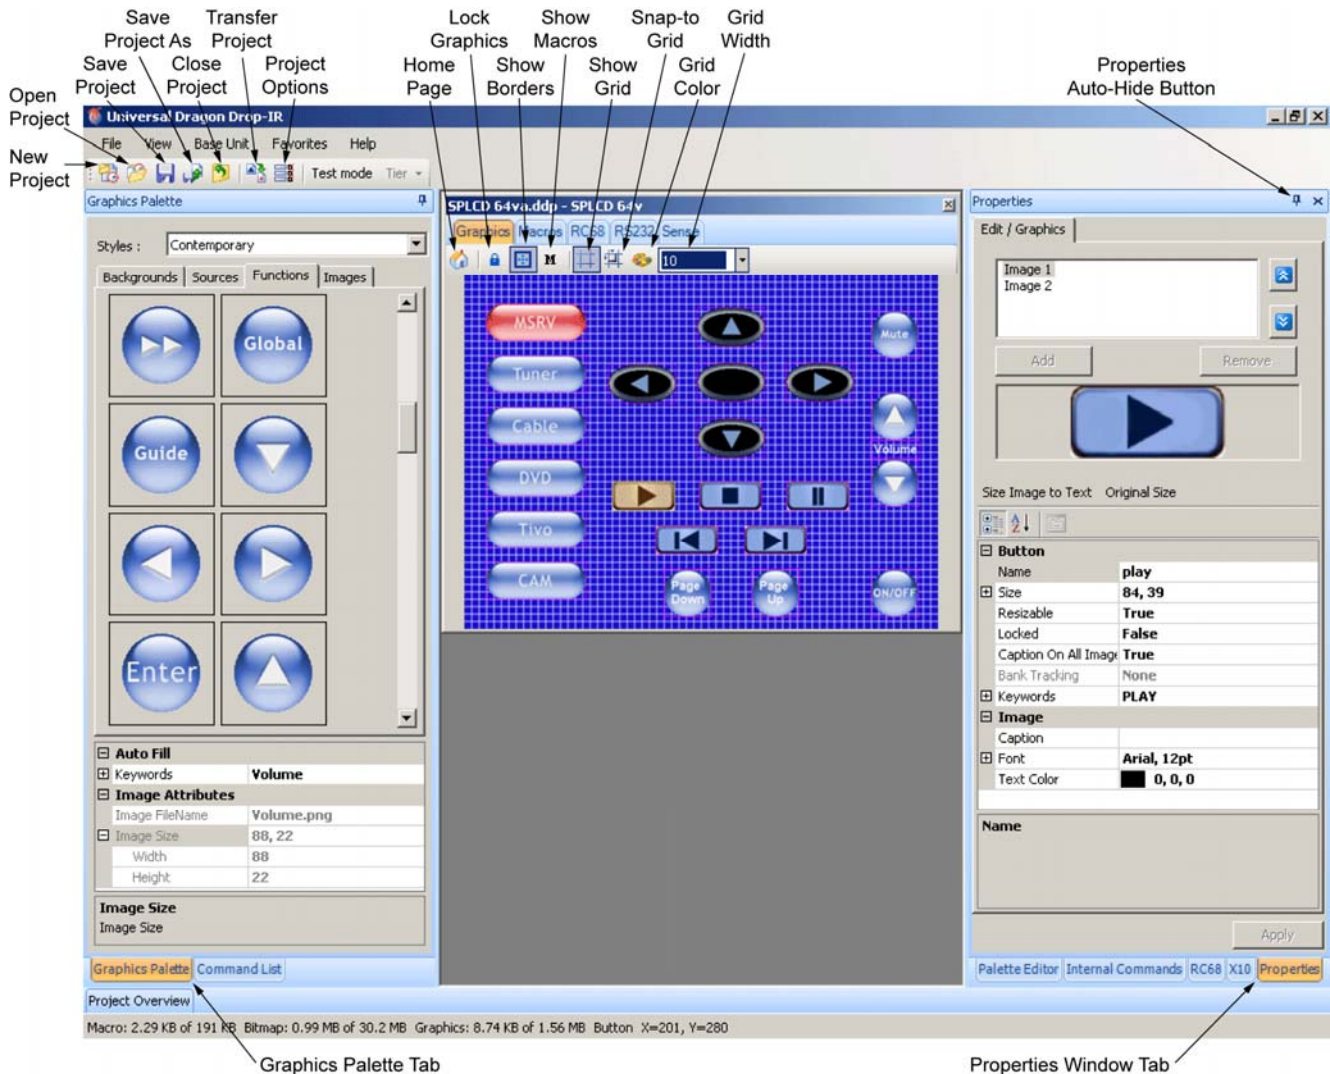 Save
Project As
Transfer
Project
Lock
Graphics
Show
Macros
Snap-to
Grid
Grid
Width
Save
Project
Close
Project
Project
Options
Home
Page
Show
Borders
Show
Grid
Grid
Color
Properties
Auto-Hide Button
Open
Project
New
Project
Universal Dragon Drop-IR
File View Base Unit Favorites Help
Test mode Tier
Graphics Palette
Styles : Contemporary
Backgrounds Sources Functions Images
Global
Guide
Enter
Auto Fill
Keywords Volume
Image Attributes
Image FileName Volume.png
Image Size 88, 22
Width 88
Height 22
Image Size
Image Size
Graphics Palette Command List
SPLCD 64va.ddp - SPLCD 64v
Graphics Macros RC68 RS232 Sense
M
10
MSRV
Tuner
Cable
DVD
Tivo
CAM
Mute
Volume
Page
Down
Page
Up
ON/OFF
Properties
Edit / Graphics
Image 1
Image 2
Add Remove
Size Image to Text Original Size
Button
Name play
Size 84, 39
Resizable True
Locked False
Caption On All Image True
Bank Tracking None
Keywords PLAY
Image
Caption
Font Arial, 12pt
Text Color 0, 0, 0
Name
Apply
Palette Editor Internal Commands RC68 X10 Properties
Project Overview
Macro: 2.29 KB of 191 KB Bitmap: 0.99 MB of 30.2 MB Graphics: 8.74 KB of 1.56 MB Button X=201, Y=280
Graphics Palette Tab
Properties Window Tab